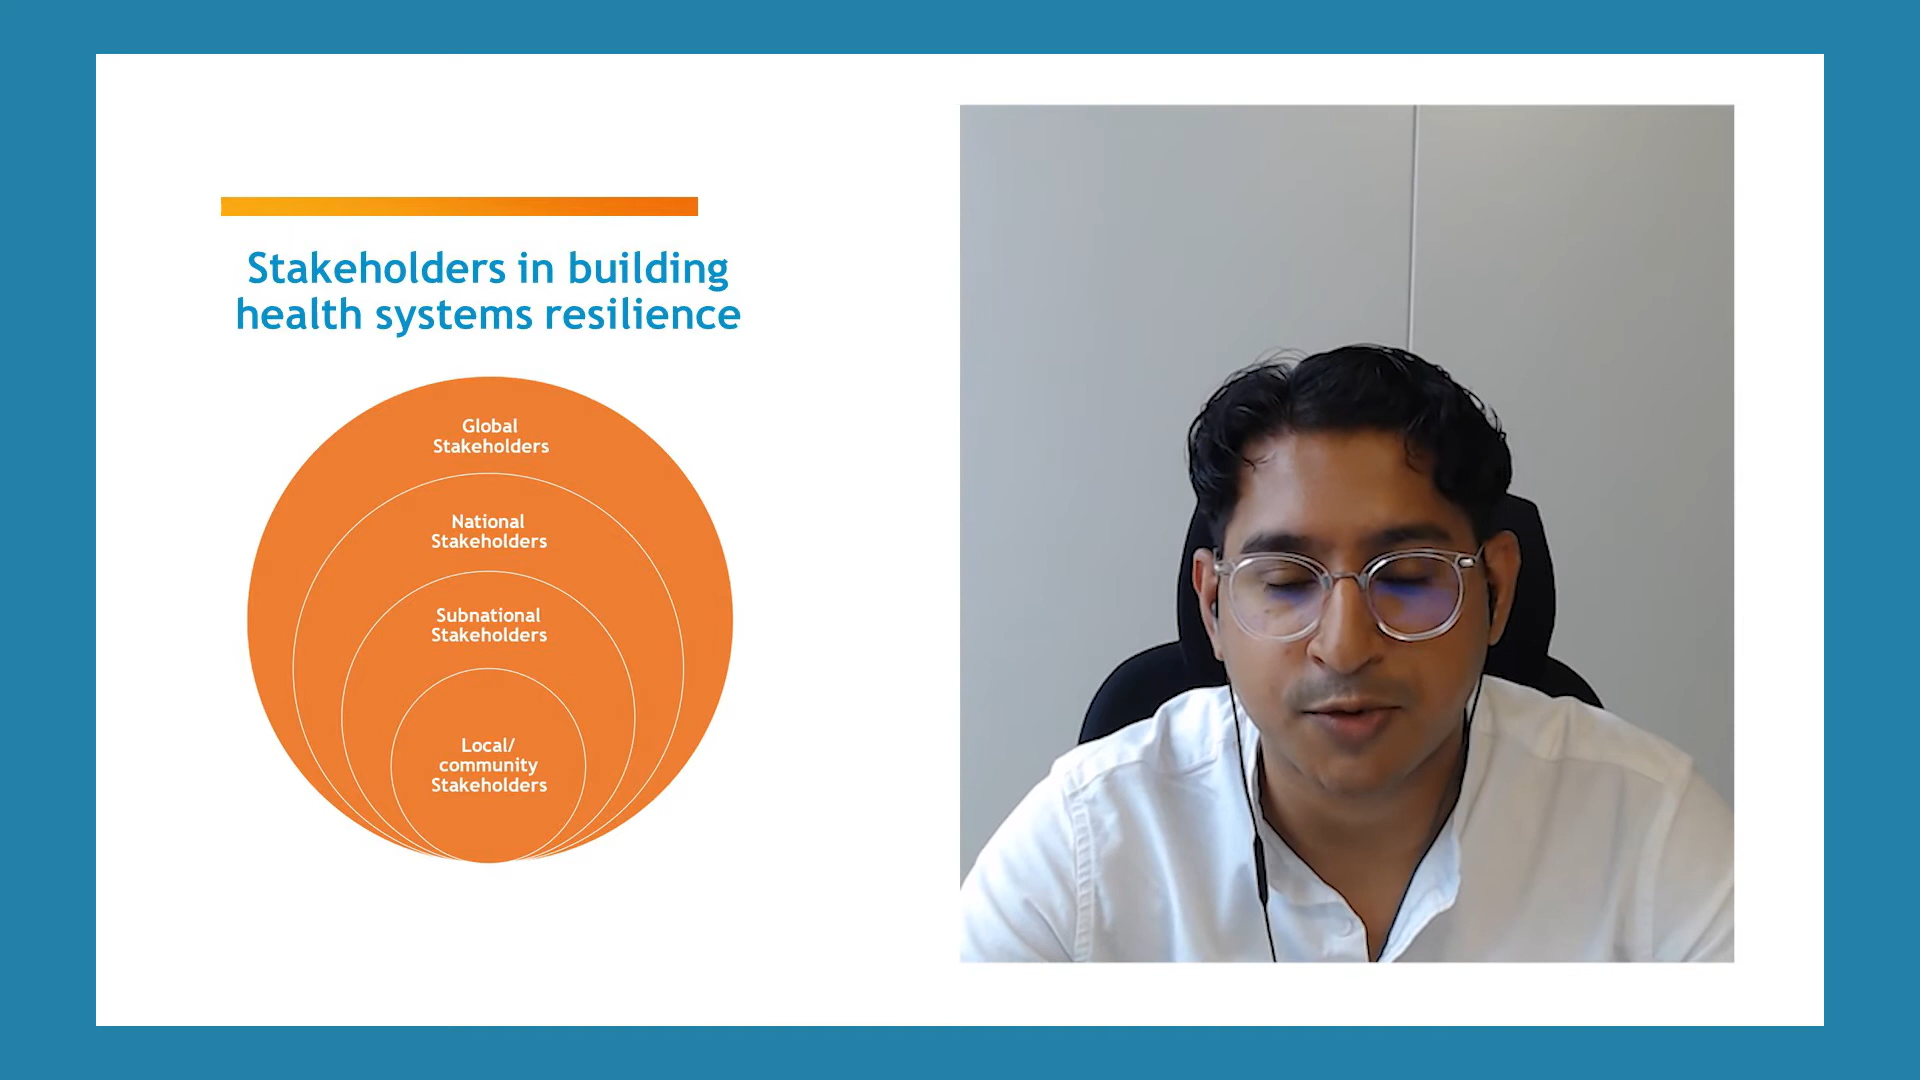 Stakeholders in building
health systems resilience
Global
Stakeholders
National
Stakeholders
Subnational
Stakeholders
Local/
community
Stakeholders